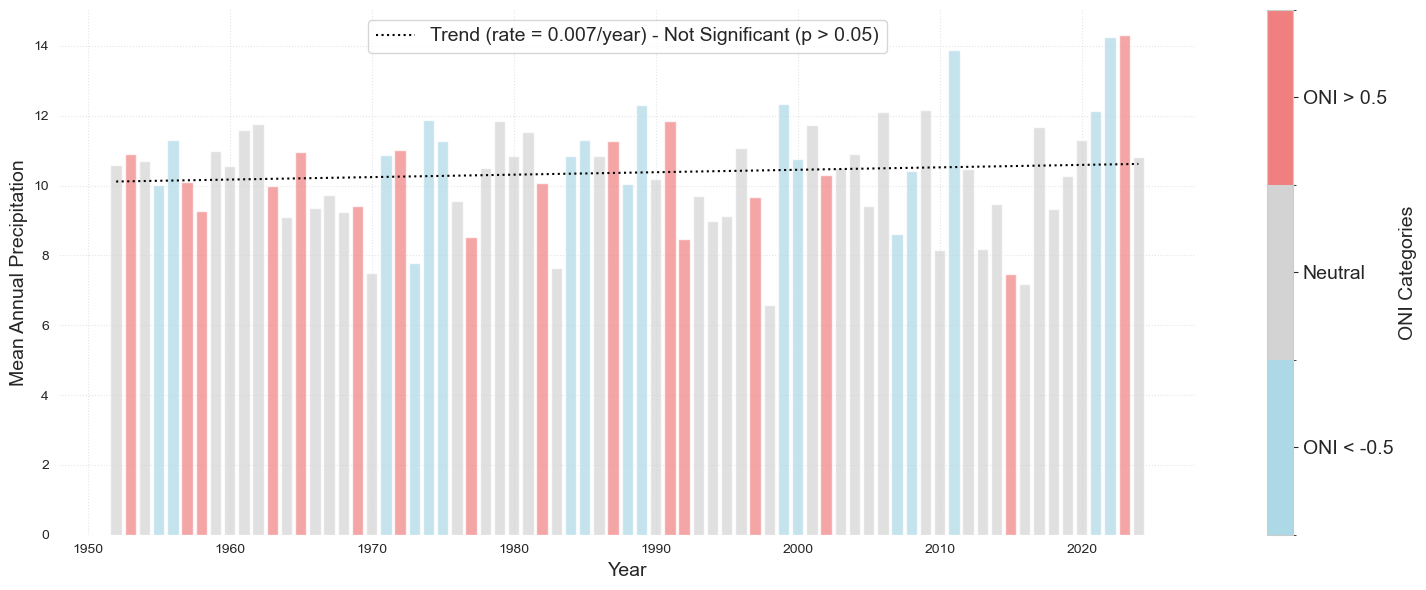 Trend (rate = 0.007/year) - Not Significant (p > 0.05)
Mean Annual Precipitation
14
12
10
8
6
4
2
0
1950 1960 1970 1980 1990 2000 2010 2020
Year
ONI > 0.5
Neutral
ONI < -0.5
ONI Categories